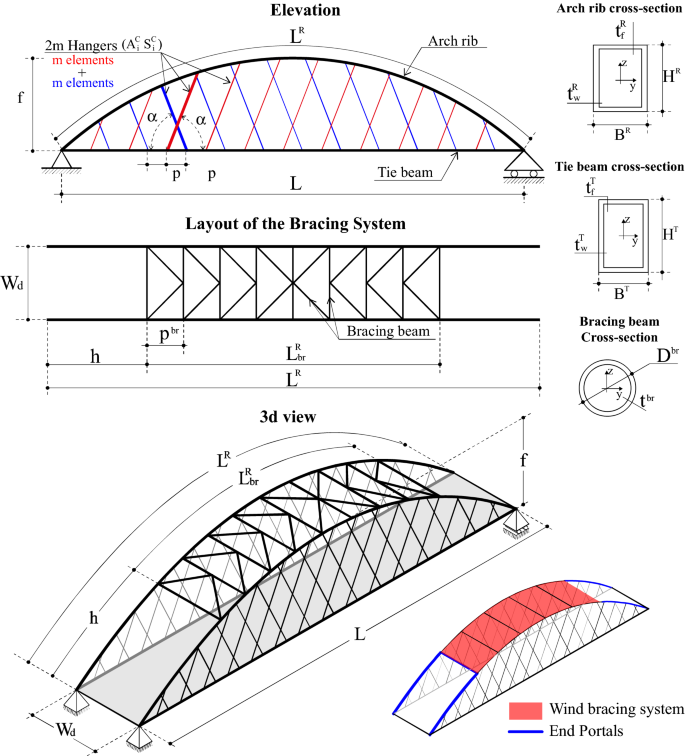 Elevation
2m Hangers (A_i^C S_i^C)
m elements
+
m elements
L^R
Arch rib
f
α
α
p
p
Tie beam
L
Arch rib cross-section
t_f^R
z
y
t_w^R
H^R
B^R
Tie beam cross-section
t_f^T
z
y
t_w^T
H^T
B^T
Layout of the Bracing System
W_d
p^br
Bracing beam
h
L_br^R
L^R
Bracing beam
Cross-section
D^br
z
y
t^br
3d view
L^R
L_br^R
f
h
L
W_d
Wind bracing system
End Portals